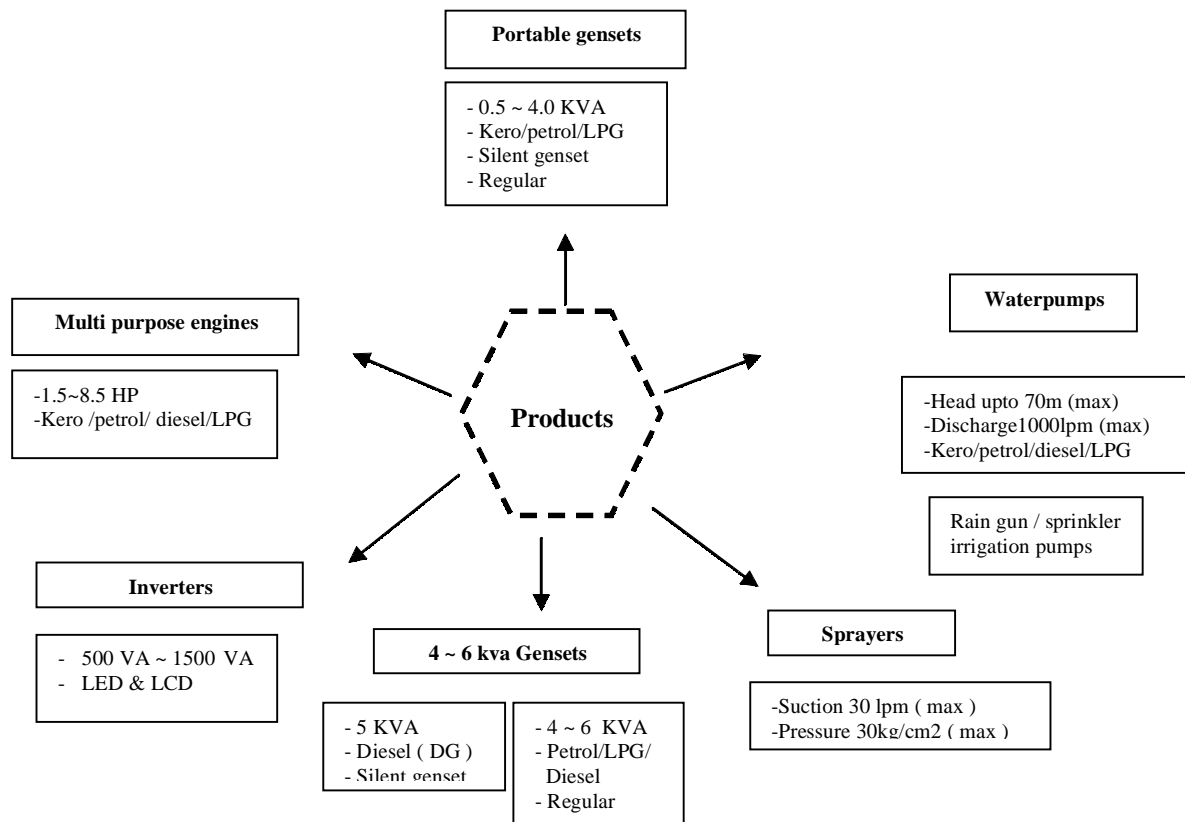 Portable gensets
- 0.5 ~ 4.0 KVA
- Kero/petrol/LPG
- Silent genset
- Regular
Waterpumps
-Head upto 70m (max)
-Discharge1000lpm (max)
-Kero/petrol/diesel/LPG
Rain gun / sprinkler
irrigation pumps
Multi purpose engines
-1.5~8.5 HP
-Kero /petrol/ diesel/LPG
Products
Inverters
- 500 VA ~ 1500 VA
- LED & LCD
4 ~ 6 kva Gensets
- 5 KVA
- Diesel ( DG )
- Silent genset
- 4 ~ 6 KVA
- Petrol/LPG/
Diesel
- Regular
Sprayers
-Suction 30 lpm ( max )
-Pressure 30kg/cm2 ( max )